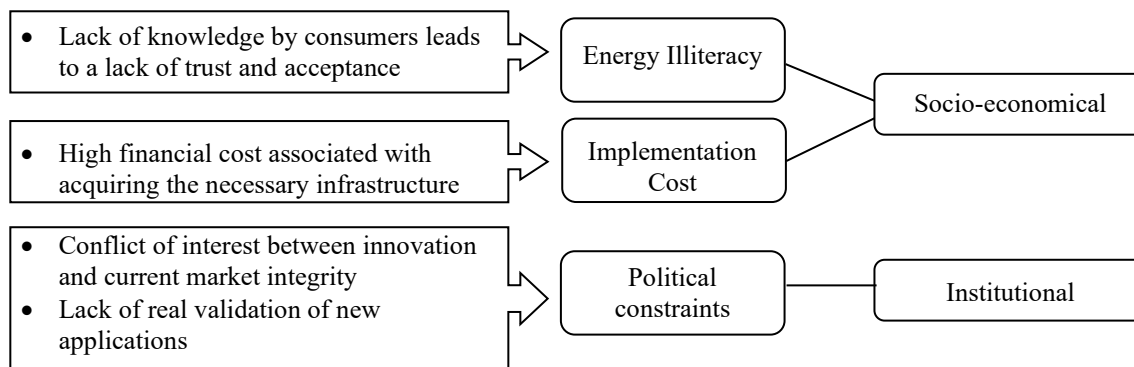 • Lack of knowledge by consumers leads
to a lack of trust and acceptance
Energy Illiteracy
Socio-economical
• High financial cost associated with
acquiring the necessary infrastructure
Implementation
Cost
• Conflict of interest between innovation
and current market integrity
• Lack of real validation of new
applications
Political
constraints
Institutional